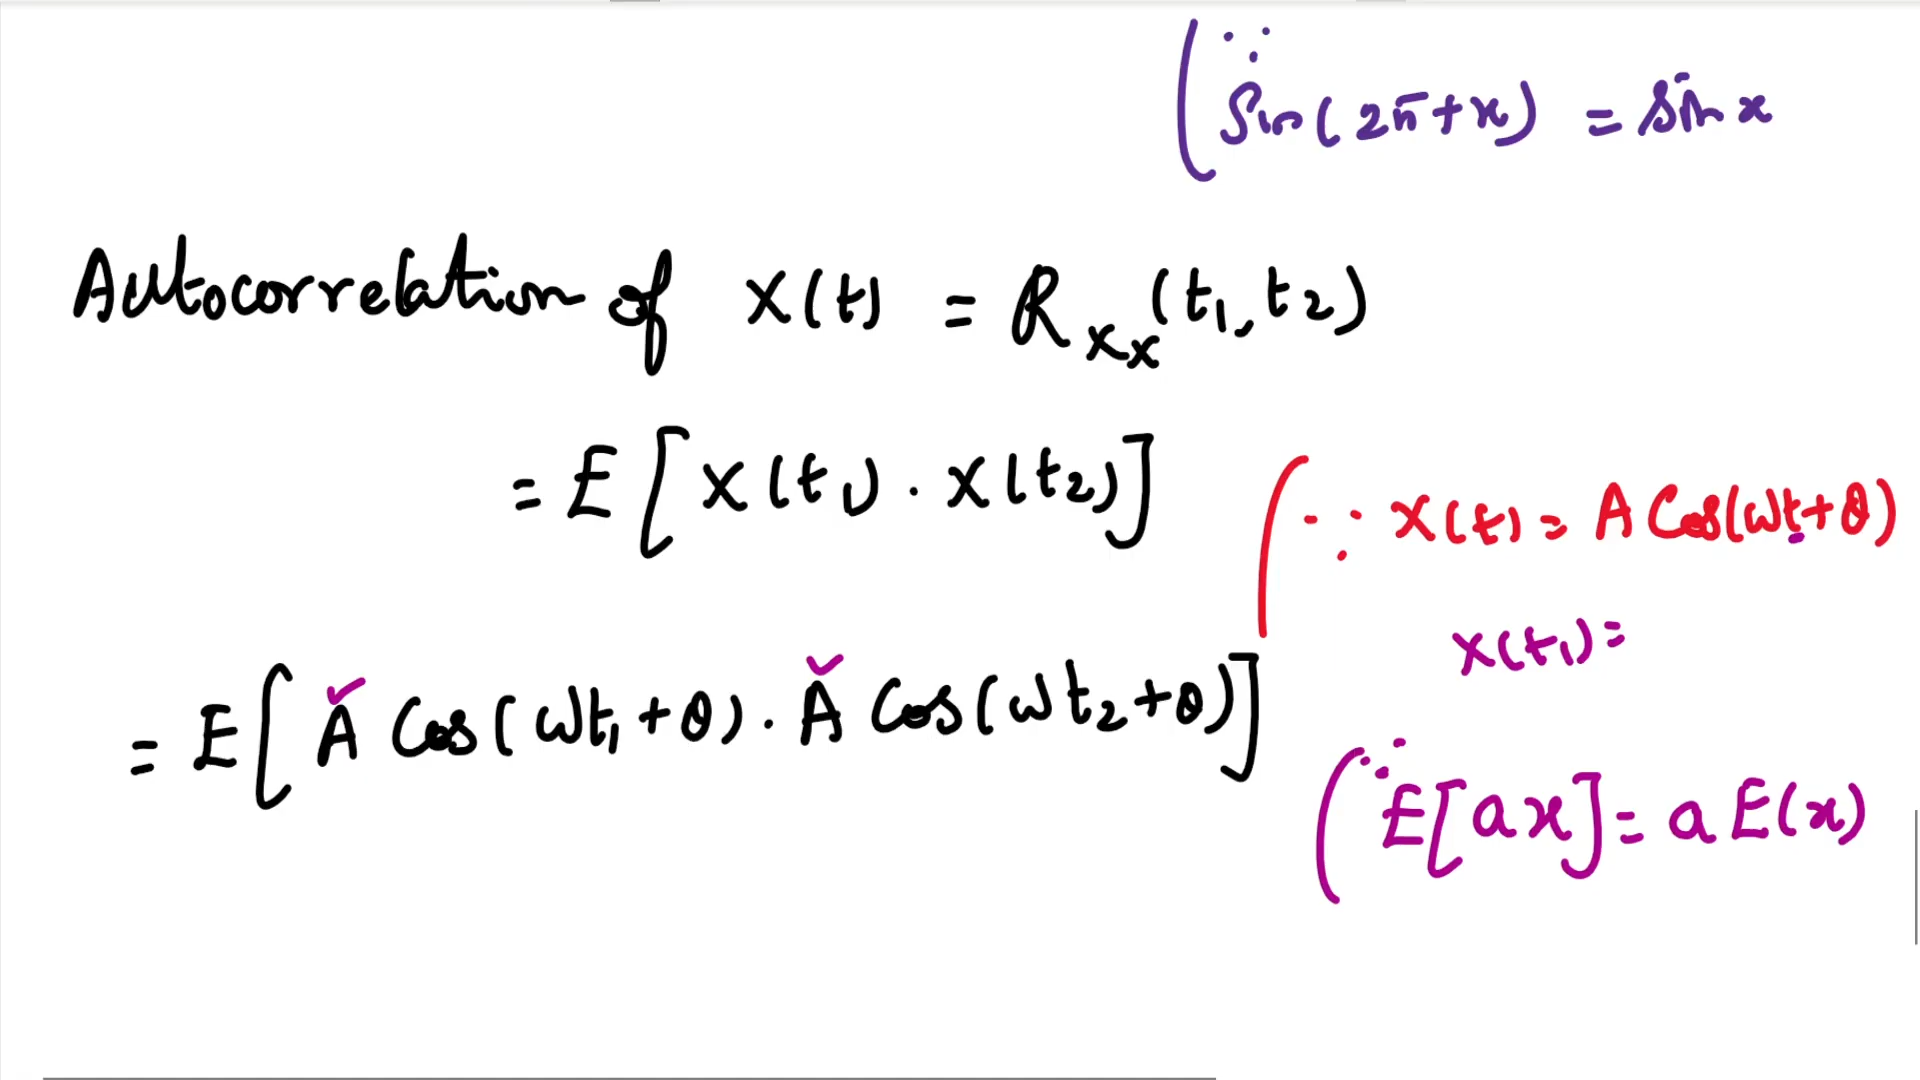 (∵ Sin(2π+x) = sin x
Autocorrelation of X(t) = R_XX(t₁, t₂)
= E[X(t₁) · X(t₂)]
(∵ X(t) = A Cos(ωt+θ)
X(t₁) =
= E[A Cos(ωt₁+θ) · A Cos(ωt₂+θ)]
(∵ E[ax] = a E(x)